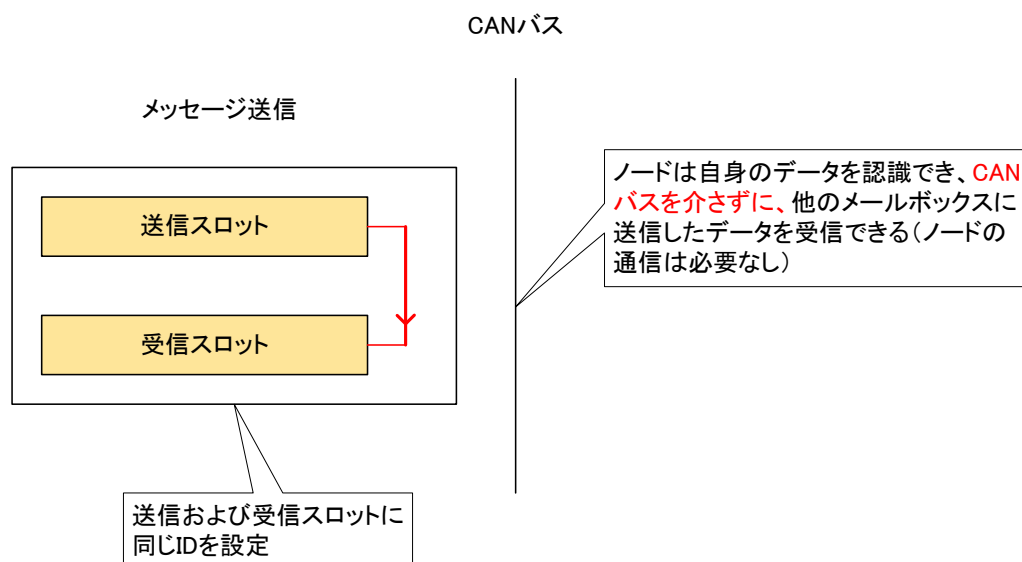 CANバス
メッセージ送信
送信スロット
受信スロット
ノードは自身のデータを認識でき、CAN
バスを介さずに、他のメールボックスに
送信したデータを受信できる(ノードの
通信は必要なし)
送信および受信スロットに
同じIDを設定